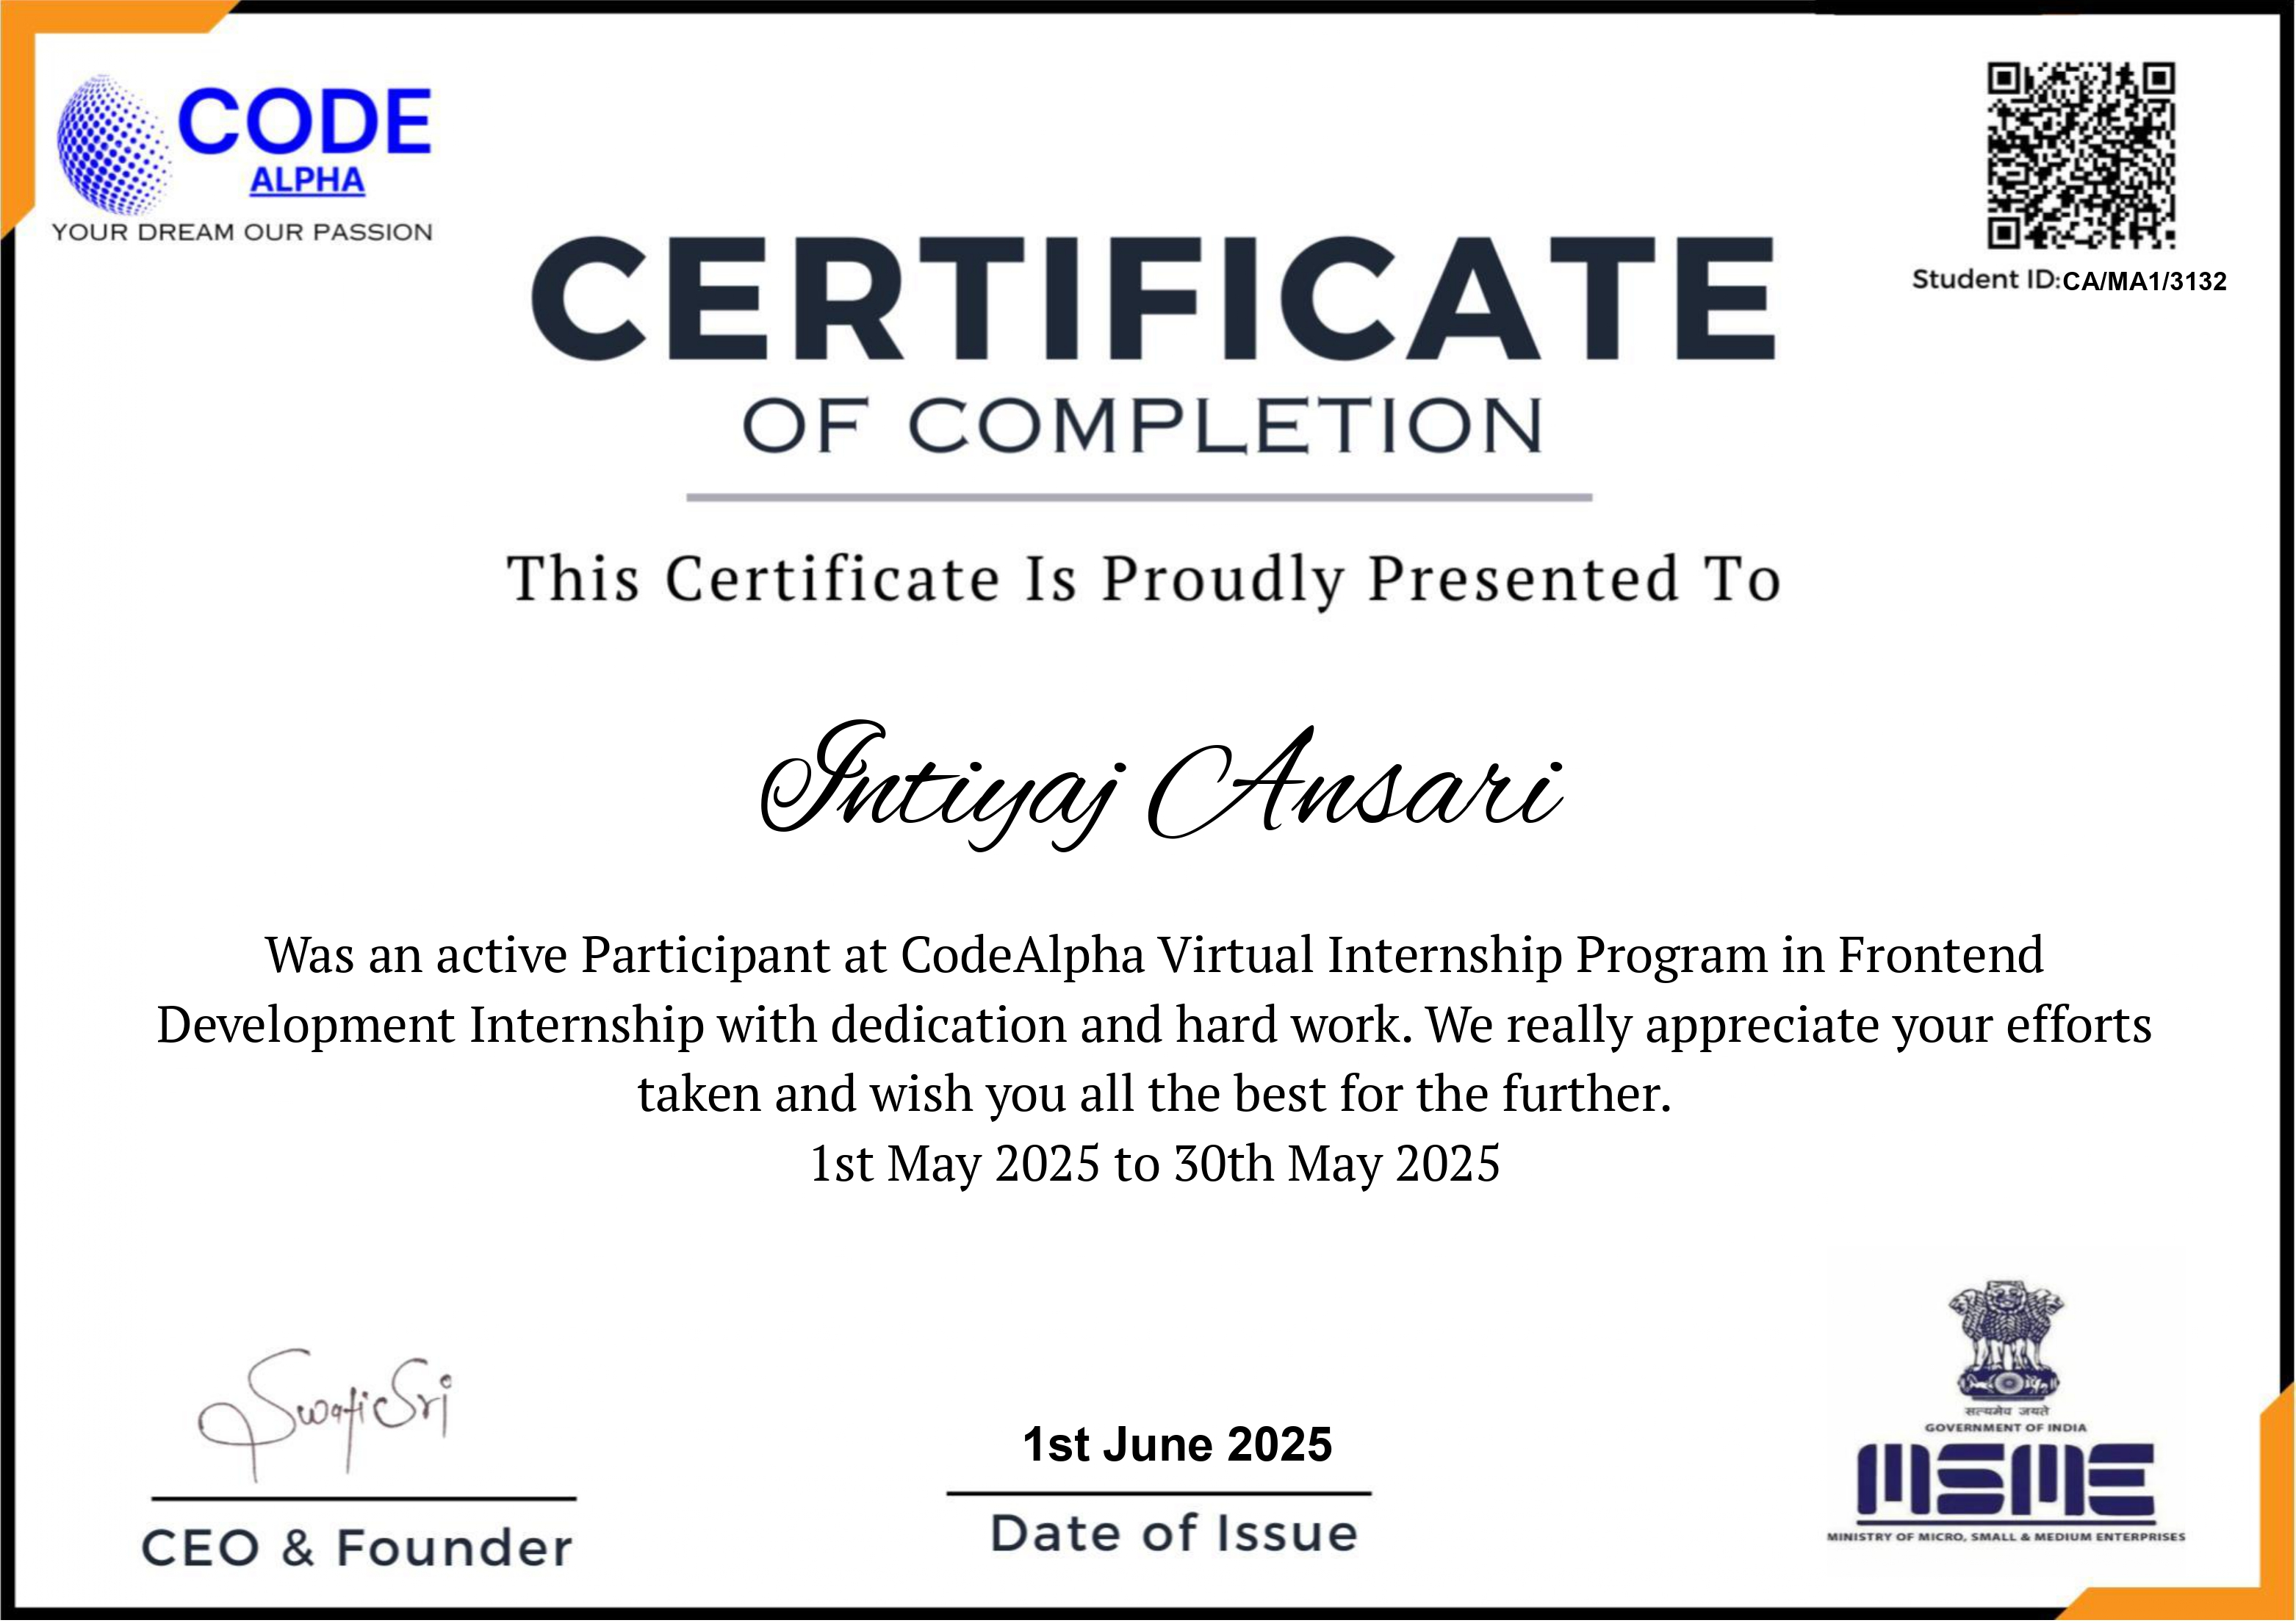 CODE
ALPHA
YOUR DREAM OUR PASSION
Student ID:CA/MA1/3132
CERTIFICATE
OF COMPLETION
This Certificate Is Proudly Presented To
Intiyaj Ansari
Was an active Participant at CodeAlpha Virtual Internship Program in Frontend
Development Internship with dedication and hard work. We really appreciate your efforts
taken and wish you all the best for the further.
1st May 2025 to 30th May 2025
SwatiSri
CEO & Founder
1st June 2025
Date of Issue
सत्यमेव जयते
GOVERNMENT OF INDIA
MSME
MINISTRY OF MICRO, SMALL & MEDIUM ENTERPRISES